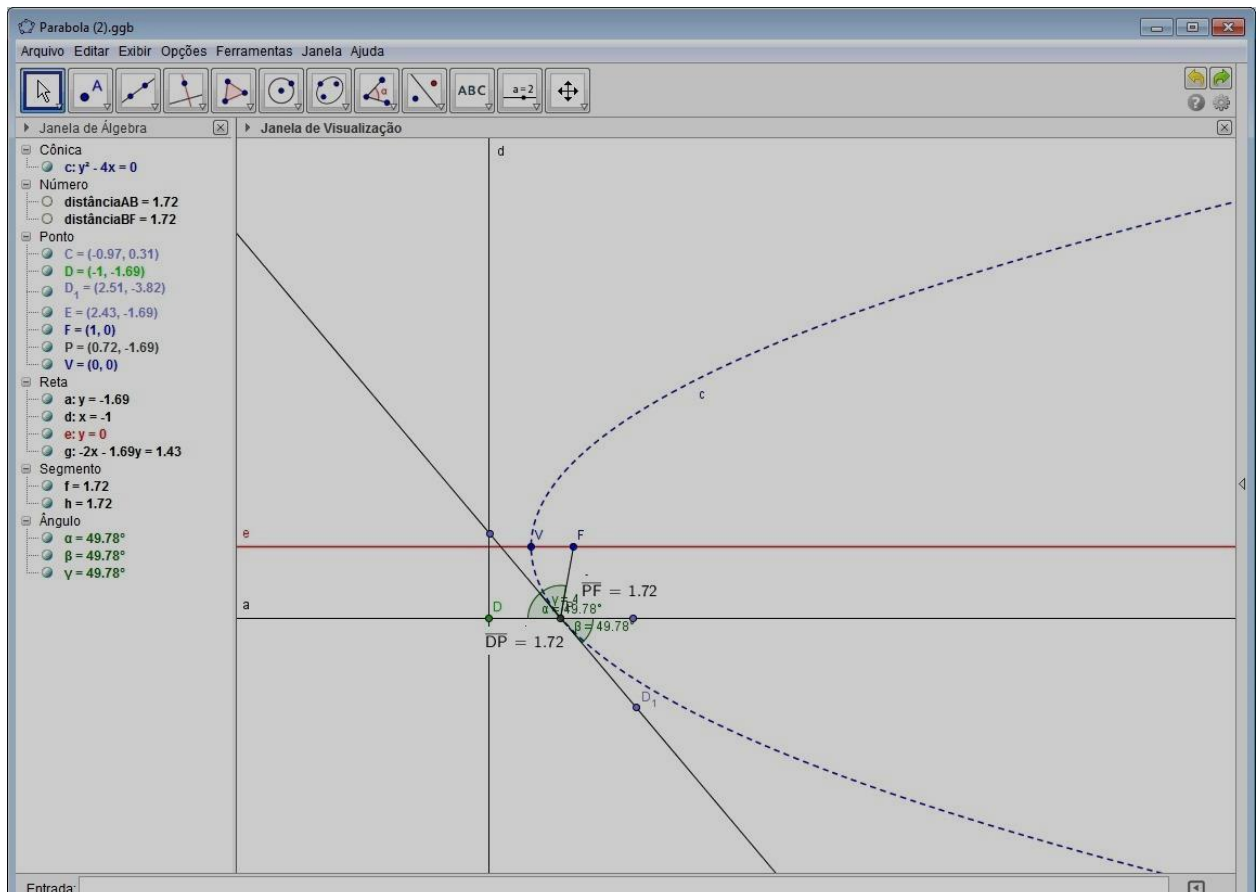 Parabola (2).ggb
Arquivo Editar Exibir Opções Ferramentas Janela Ajuda
A
α
ABC
a=2
Janela de Álgebra
Janela de Visualização
Cônica
c: y² - 4x = 0
Número
distânciaAB = 1.72
distânciaBF = 1.72
Ponto
C = (-0.97, 0.31)
D = (-1, -1.69)
D₁ = (2.51, -3.82)
E = (2.43, -1.69)
F = (1, 0)
P = (0.72, -1.69)
V = (0, 0)
Reta
a: y = -1.69
d: x = -1
e: y = 0
g: -2x - 1.69y = 1.43
Segmento
f = 1.72
h = 1.72
Ângulo
α = 49.78°
β = 49.78°
γ = 49.78°
d
c
e
V
F
a
D
PF = 1.72
γ = 4
α = 49.78°
β = 49.78°
DP = 1.72
D₁
Entrada: